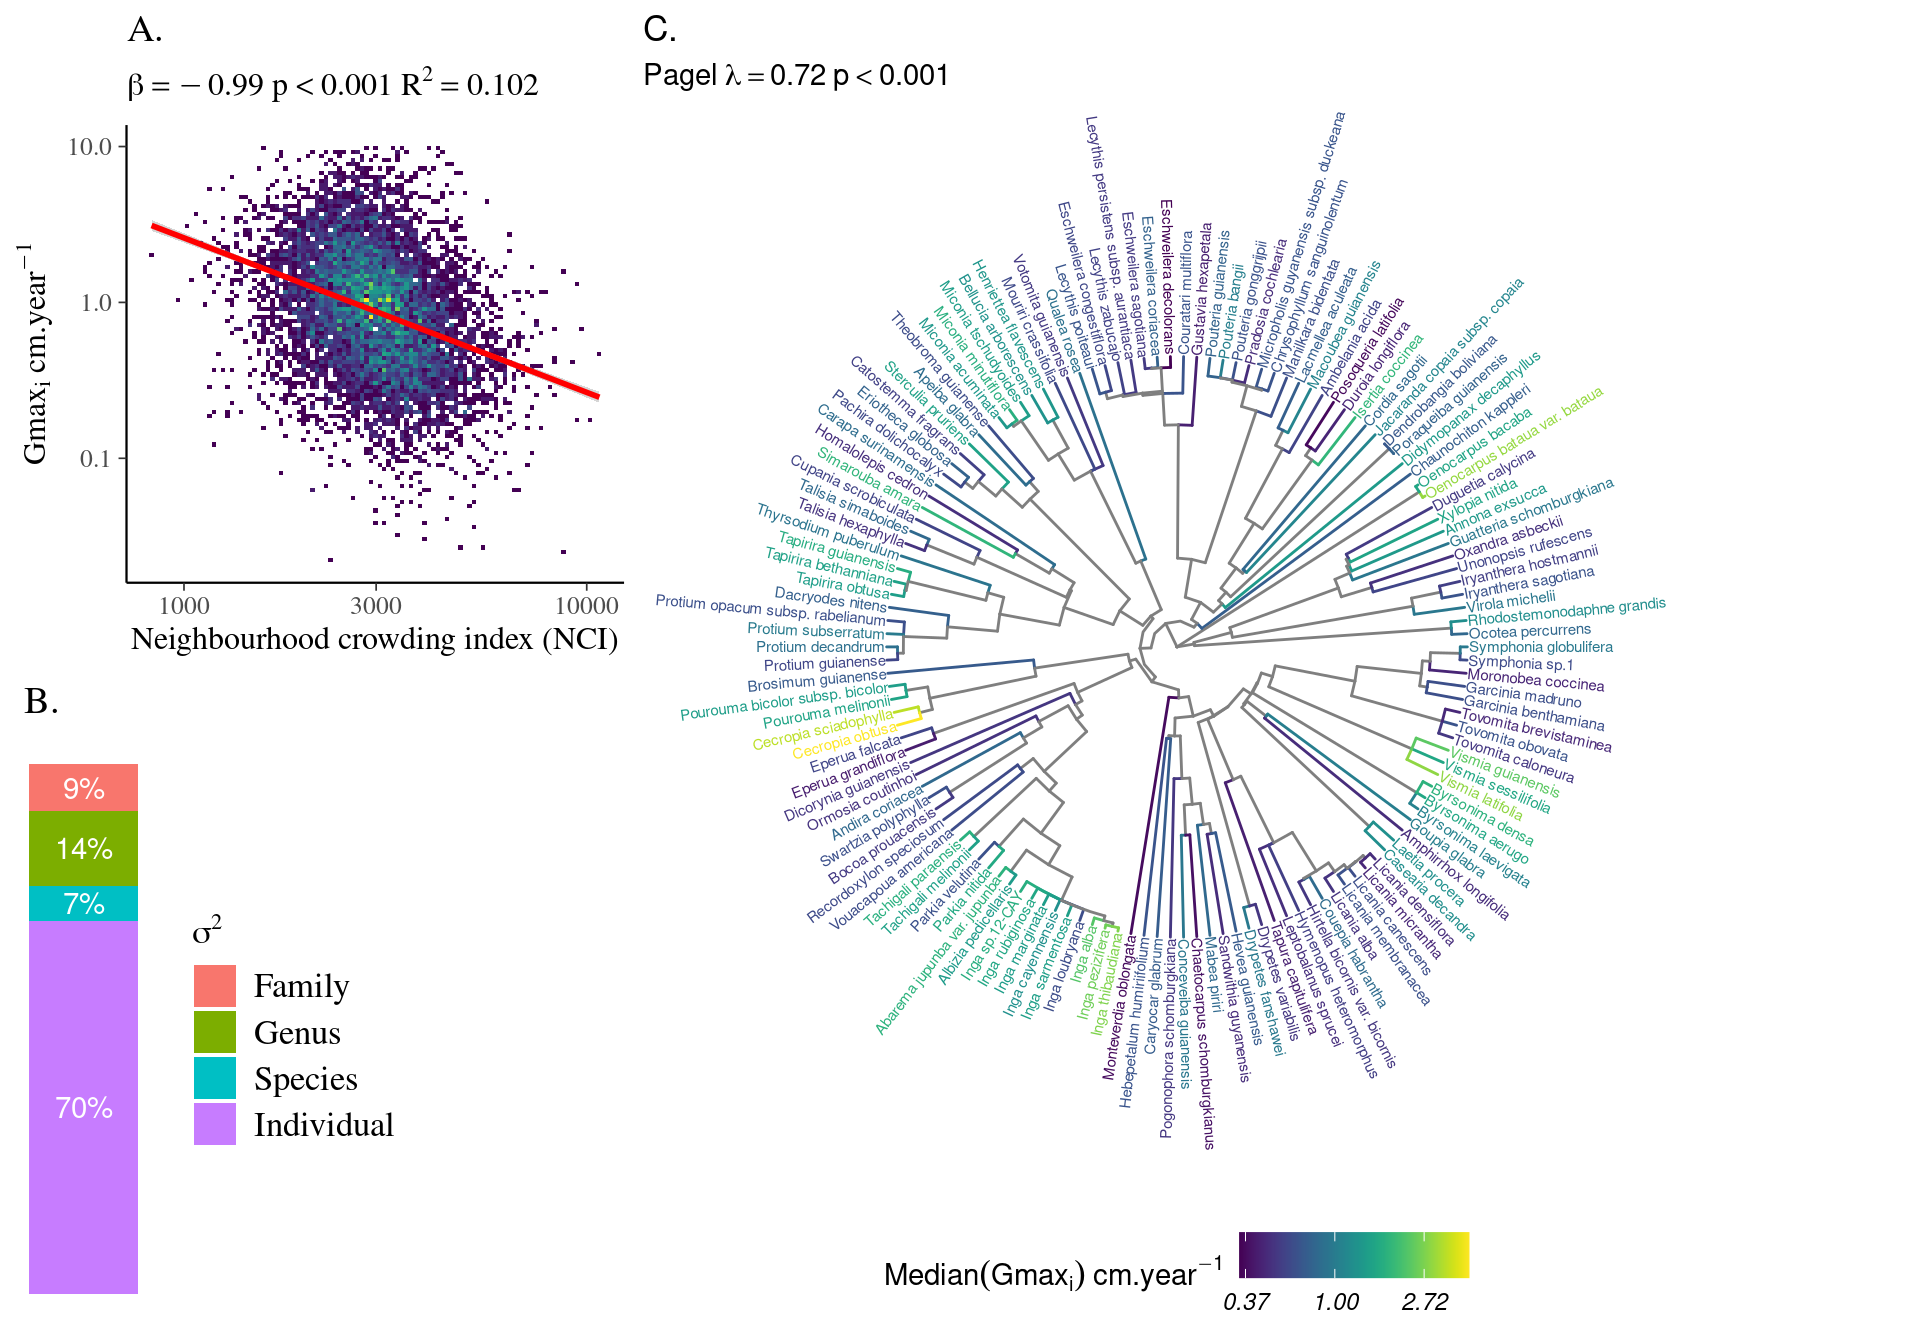 A.
β = − 0.99 p < 0.001 R² = 0.102
10.0
1.0
0.1
Gmaxᵢ cm.year⁻¹
1000
3000
10000
Neighbourhood crowding index (NCI)
B.
9%
14%
7%
70%
σ²
Family
Genus
Species
Individual
C.
Pagel λ = 0.72 p < 0.001
Lecythis persistens subsp. aurantiaca
Eschweilera sagotiana
Eschweilera coriacea
Eschweilera decolorans
Couratari multiflora
Gustavia hexapetala
Pouteria guianensis
Pouteria bangii
Pouteria gonggrijpii
Pradosia cochlearia
Micropholis guyanensis subsp. duckeana
Chrysophyllum sanguinolentum
Manilkara bidentata
Lacmellea aculeata
Macoubea guianensis
Ambelania acida
Posoqueria latifolia
Duroia longiflora
Isertia coccinea
Cordia sagotii
Jacaranda copaia subsp. copaia
Dendrobangia boliviana
Poraqueiba guianensis
Didymopanax decaphyllus
Chaunochiton kappleri
Oenocarpus bacaba
Oenocarpus bataua var. bataua
Duguetia calycina
Xylopia nitida
Annona exsucca
Guatteria schomburgkiana
Oxandra asbeckii
Unonopsis rufescens
Iryanthera hostmannii
Iryanthera sagotiana
Virola michelii
Rhodostemonodaphne grandis
Ocotea percurrens
Symphonia globulifera
Symphonia sp.1
Moronobea coccinea
Garcinia madruno
Garcinia benthamiana
Tovomita brevistaminea
Tovomita obovata
Tovomita caloneura
Vismia guianensis
Vismia sessilifolia
Vismia latifolia
Byrsonima densa
Byrsonima aerugo
Byrsonima laevigata
Goupia glabra
Amphirrhox longifolia
Laetia procera
Casearia decandra
Licania densiflora
Licania micrantha
Licania canescens
Licania membranacea
Licania alba
Couepia habrantha
Hirtella bicornis var. bicornis
Hymenopus heteromorphus
Leptobalanus sprucei
Tapura capitulifera
Drypetes variabilis
Drypetes fanshawei
Hevea guianensis
Sandwithia guyanensis
Mabea piriri
Chaetocarpus schomburgkianus
Conceveiba guianensis
Pogonophora schomburgkiana
Caryocar glabrum
Hebepetalum humiriifolium
Monteverdia oblongata
Inga thibaudiana
Inga pezizifera
Inga alba
Inga loubryana
Inga sarmentosa
Inga cayennensis
Inga marginata
Inga rubiginosa
Inga sp.12-CAY
Albizia pedicellaris
Abarema jupunba var. jupunba
Parkia nitida
Parkia velutina
Tachigali melinonii
Tachigali paraensis
Vouacapoua americana
Recordoxylon speciosum
Bocoa prouacensis
Swartzia polyphylla
Andira coriacea
Ormosia coutinhoi
Dicorynia guianensis
Eperua grandiflora
Eperua falcata
Cecropia obtusa
Cecropia sciadophylla
Pourouma melinonii
Pourouma bicolor subsp. bicolor
Brosimum guianense
Protium guianense
Protium decandrum
Protium subserratum
Protium opacum subsp. rabelianum
Dacryodes nitens
Tapirira obtusa
Tapirira bethanniana
Tapirira guianensis
Thyrsodium puberulum
Talisia hexaphylla
Talisia simaboides
Cupania scrobiculata
Simarouba amara
Homalolepis cedron
Carapa surinamensis
Pachira dolichocalyx
Eriotheca globosa
Catostemma fragrans
Sterculia pruriens
Apeiba glabra
Theobroma guianense
Miconia acuminata
Miconia minutiflora
Miconia tschudyoides
Bellucia arborescens
Henriettea flavescens
Mouriri crassifolia
Votomita guianensis
Qualea rosea
Lecythis poiteaui
Eschweilera congestiflora
Lecythis zabucajo
Median(Gmaxᵢ) cm.year⁻¹
0.37
1.00
2.72